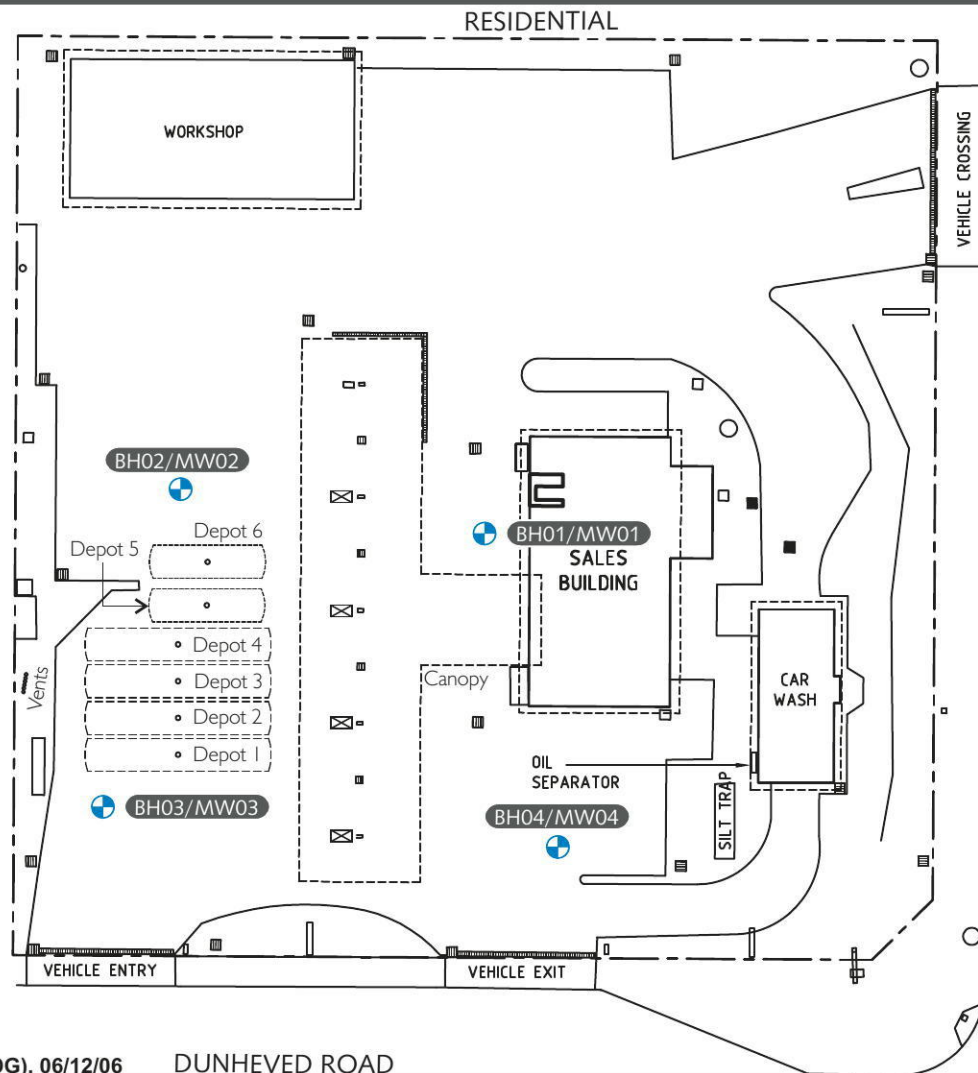 RESIDENTIAL
WORKSHOP
VEHICLE CROSSING
BH02/MW02
Depot 6
Depot 5
BH01/MW01
SALES
BUILDING
Depot 4
Depot 3
Depot 2
Depot 1
Vents
Canopy
CAR
WASH
OIL
SEPARATOR
SILT TRAP
BH03/MW03
BH04/MW04
VEHICLE ENTRY
VEHICLE EXIT
OG), 06/12/06
DUNHEVED ROAD